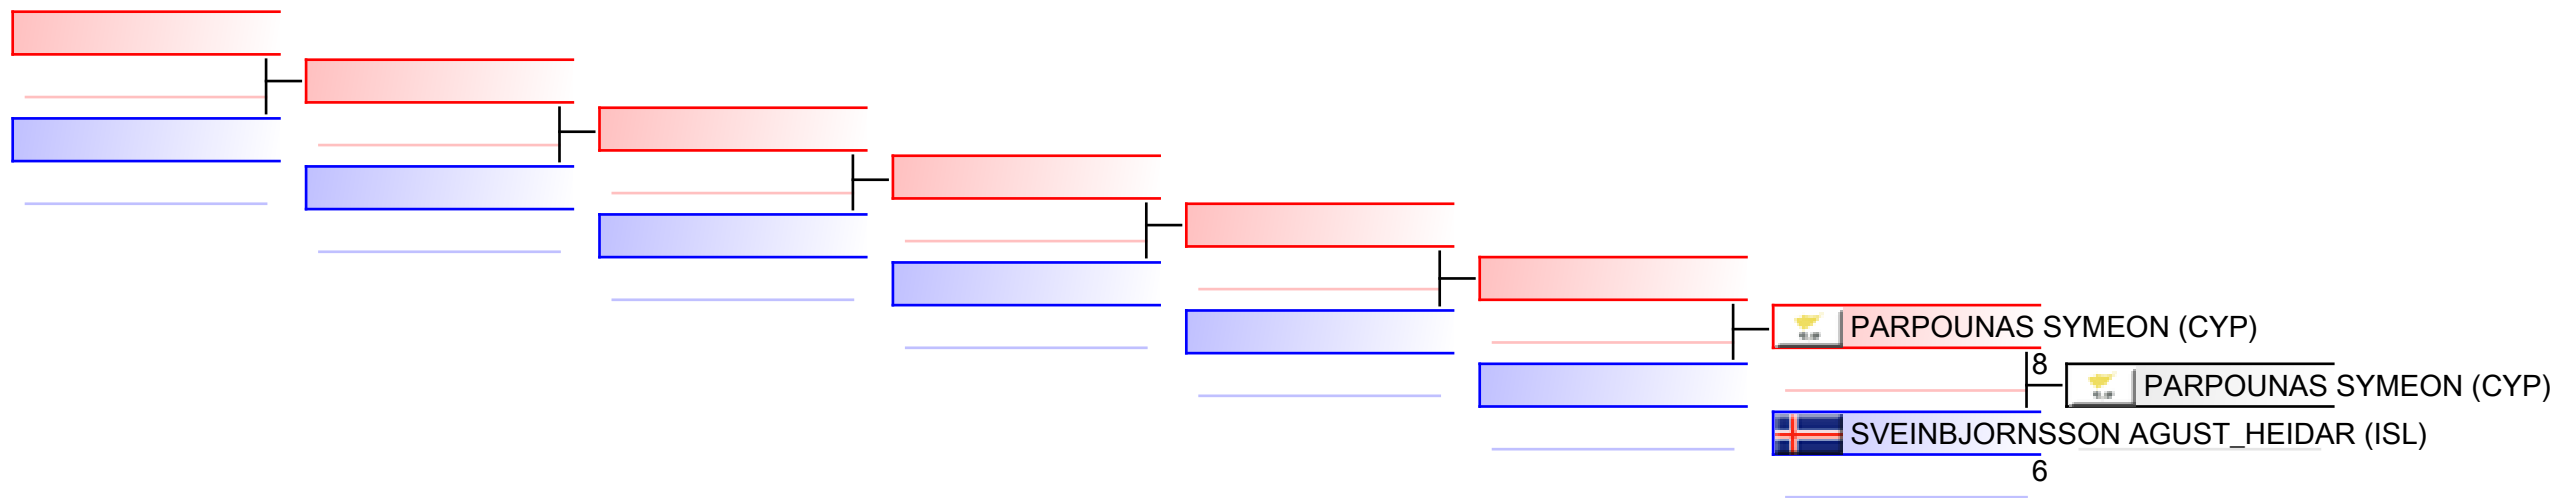 PARPOUNAS SYMEON (CYP)
8
PARPOUNAS SYMEON (CYP)
SVEINBJORNSSON AGUST_HEIDAR (ISL)
6